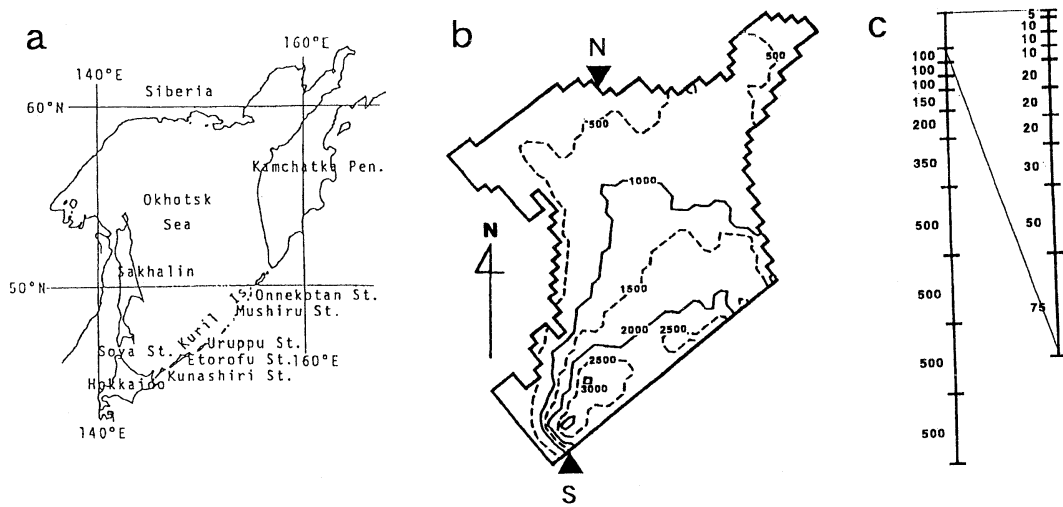 a
160°E
140°E
Siberia
60°N
Kamchatka Pen.
Okhotsk
Sea
Sakhalin
50°N
Kuril Is.
Onnekotan St.
Mushiru St.
Uruppu St.
Soya St.
Etorofu St.
160°E
Kunashiri St.
Hokkaido
140°E
b
N
500
500
1000
N
1500
2000
2500
2500
3000
S
c
100
100
100
150
200
350
500
500
500
500
5
10
10
10
20
20
20
30
50
75